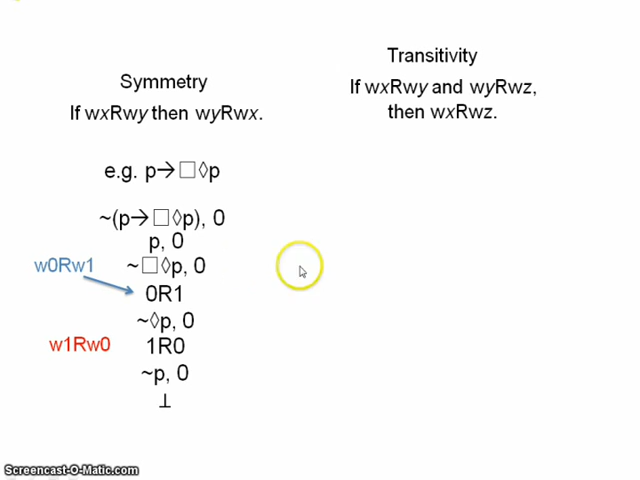 Symmetry
If wxRwy then wyRwx.
e.g. p→□◊p
~(p→□◊p), 0
p, 0
~□◊p, 0
w0Rw1
0R1
~◊p, 0
w1Rw0
1R0
~p, 0
⊥
Transitivity
If wxRwy and wyRwz,
then wxRwz.
Screencast-O-Matic.com